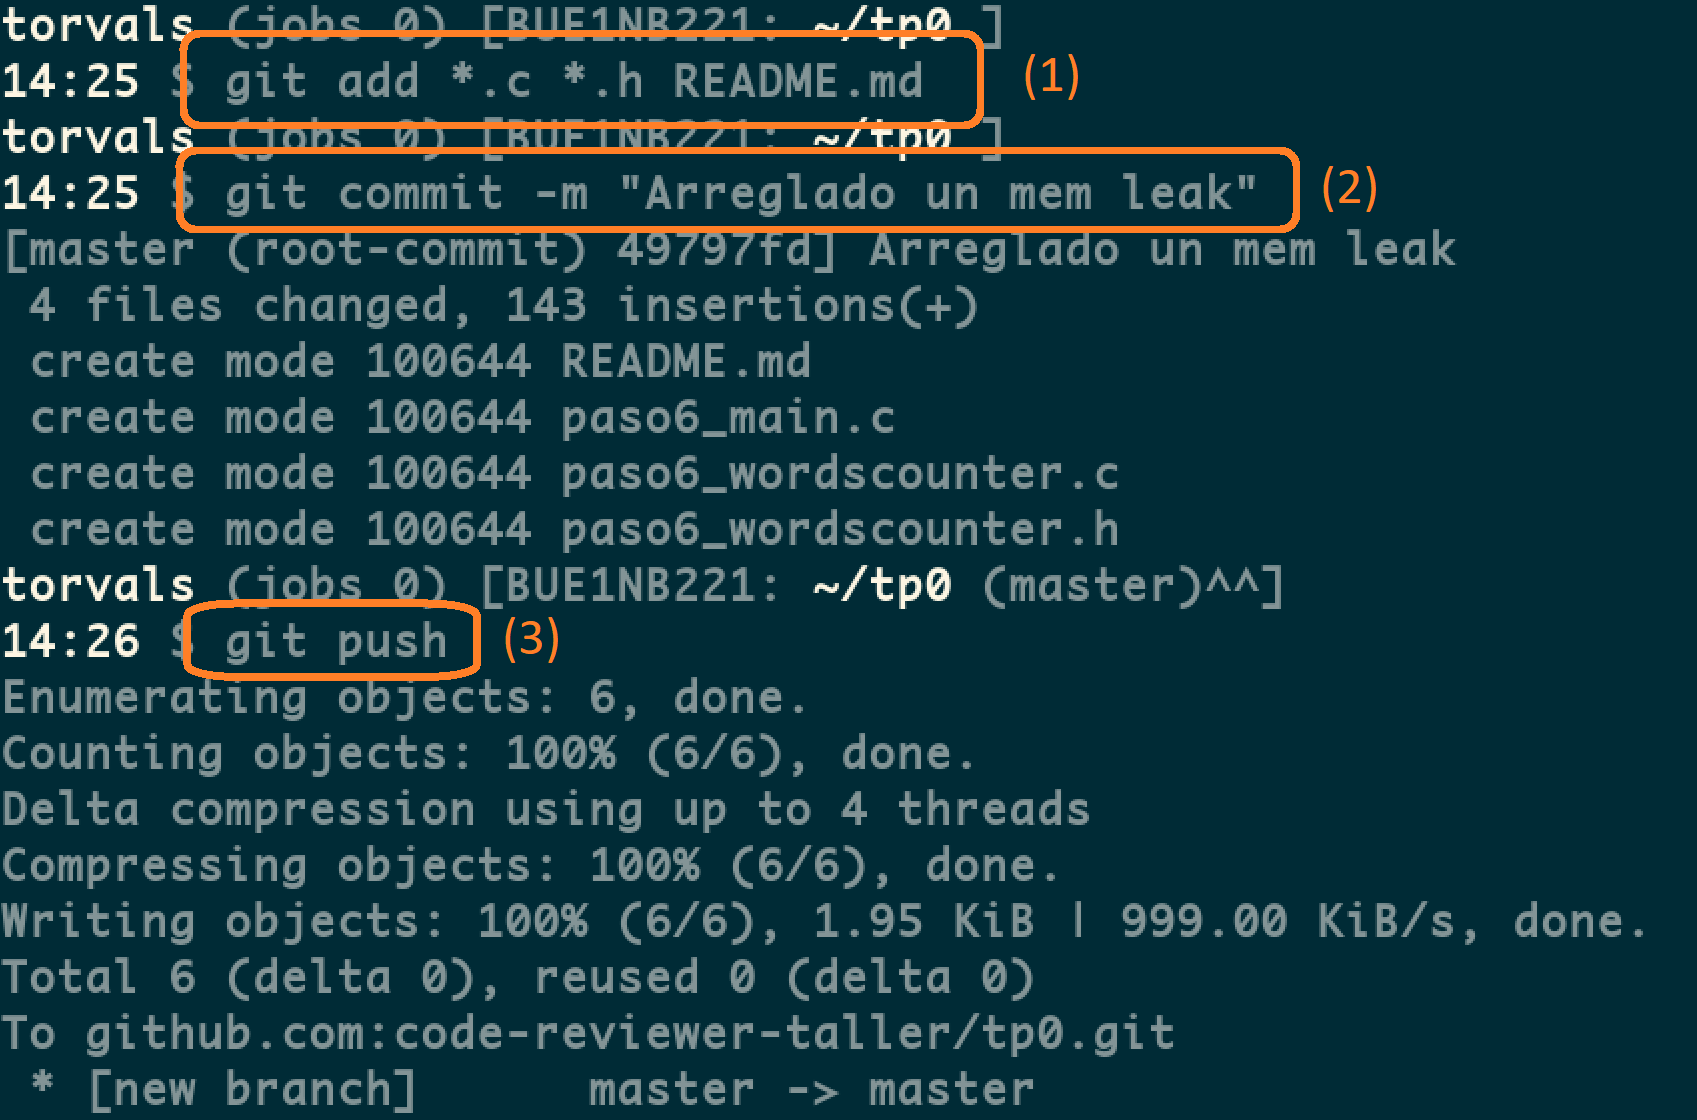 torvals (jobs 0) [BUE1NB221: ~/tp0 ]
14:25 $ git add *.c *.h README.md (1)
torvals (jobs 0) [BUE1NB221: ~/tp0 ]
14:25 $ git commit -m "Arreglado un mem leak" (2)
[master (root-commit) 49797fd] Arreglado un mem leak
 4 files changed, 143 insertions(+)
 create mode 100644 README.md
 create mode 100644 paso6_main.c
 create mode 100644 paso6_wordscounter.c
 create mode 100644 paso6_wordscounter.h
torvals (jobs 0) [BUE1NB221: ~/tp0 (master)^^]
14:26 $ git push (3)
Enumerating objects: 6, done.
Counting objects: 100% (6/6), done.
Delta compression using up to 4 threads
Compressing objects: 100% (6/6), done.
Writing objects: 100% (6/6), 1.95 KiB | 999.00 KiB/s, done.
Total 6 (delta 0), reused 0 (delta 0)
To github.com:code-reviewer-taller/tp0.git
 * [new branch]      master -> master